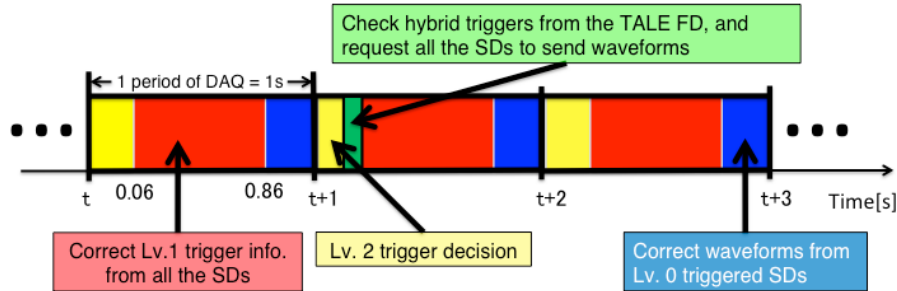 Check hybrid triggers from the TALE FD, and
request all the SDs to send waveforms
1 period of DAQ = 1s
t
0.06
0.86
t+1
t+2
t+3
Time[s]
Correct Lv.1 trigger info.
from all the SDs
Lv. 2 trigger decision
Correct waveforms from
Lv. 0 triggered SDs